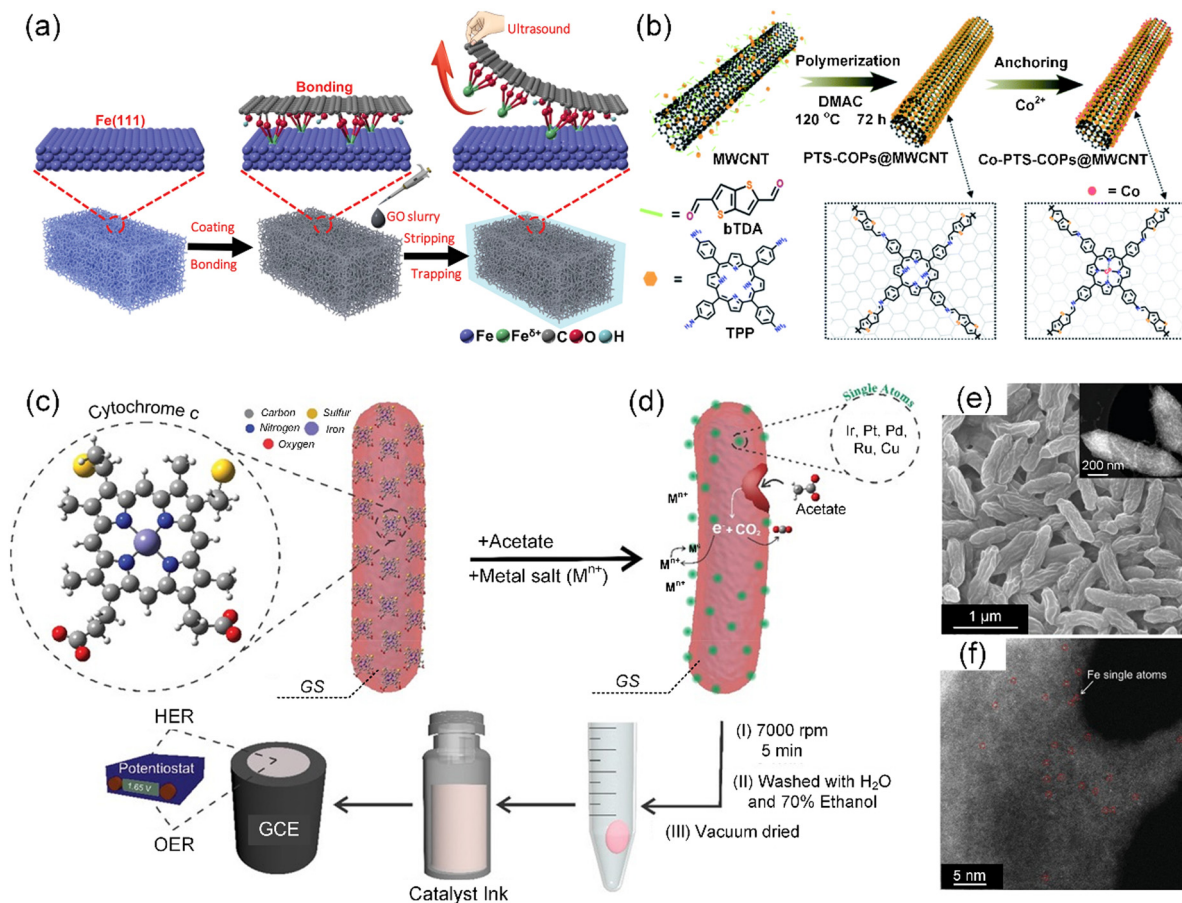 (a)
Ultrasound
Bonding
Fe(111)
GO slurry
Coating
Bonding
Stripping
Trapping
Fe Feδ+ C O H
(b)
Polymerization
DMAC
120 °C 72 h
Anchoring
Co2+
MWCNT
PTS-COPs@MWCNT
Co-PTS-COPs@MWCNT
= Co
=
bTDA
=
TPP
(c)
Cytochrome c
Carbon Sulfur
Nitrogen Iron
Oxygen
GS
+Acetate
+Metal salt (Mn+)
(d)
Single Atoms
Ir, Pt, Pd,
Ru, Cu
Acetate
Mn+
e-+ CO2
Mn+
Mn+
GS
(I) 7000 rpm
5 min
(II) Washed with H2O
and 70% Ethanol
(III) Vacuum dried
Catalyst Ink
GCE
HER
Potentiostat
1.65 V
OER
(e)
200 nm
1 µm
(f)
Fe single atoms
5 nm